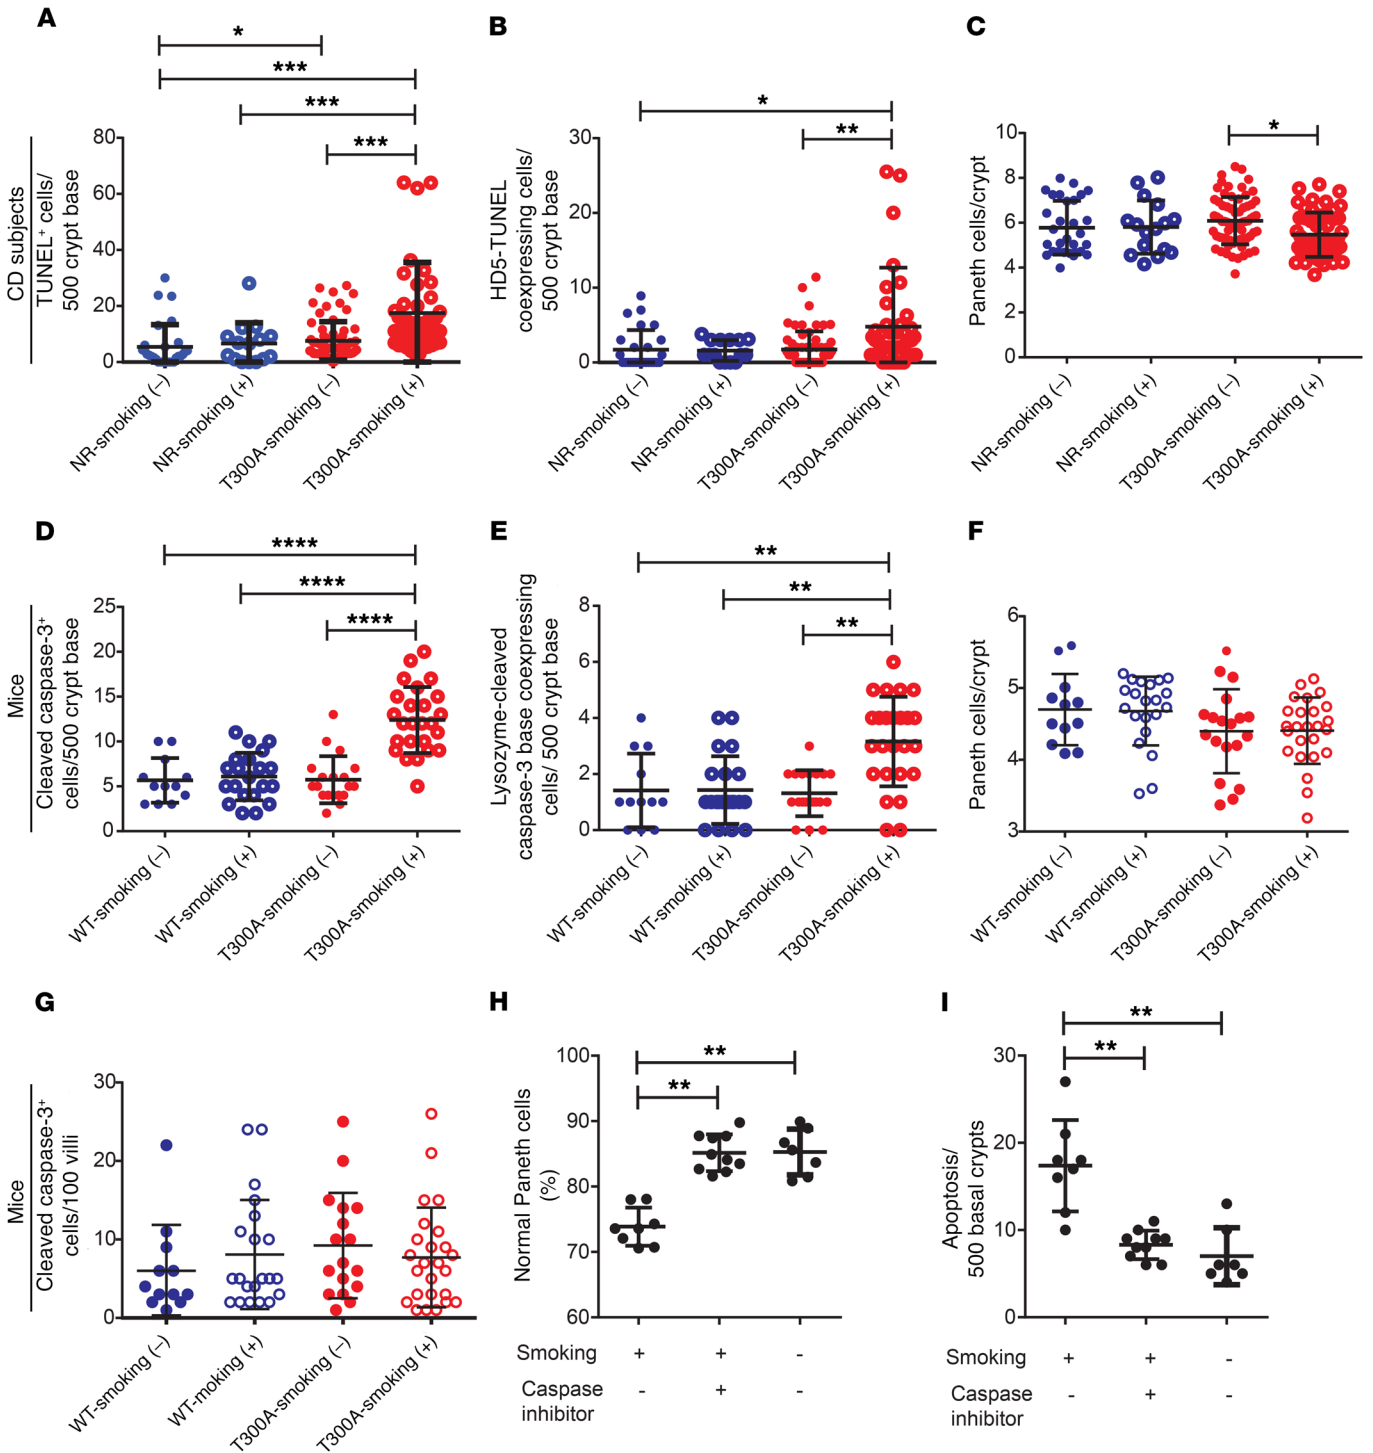 A
*
***
***
***
CD subjects
TUNEL⁺ cells/
500 crypt base
80
60
40
20
0
NR-smoking (–)
NR-smoking (+)
T300A-smoking (–)
T300A-smoking (+)
B
*
**
HD5-TUNEL
coexpressing cells/
500 crypt base
30
20
10
0
NR-smoking (–)
NR-smoking (+)
T300A-smoking (–)
T300A-smoking (+)
C
*
Paneth cells/crypt
10
8
6
4
2
0
NR-smoking (–)
NR-smoking (+)
T300A-smoking (–)
T300A-smoking (+)
D
****
****
****
Mice
Cleaved caspase-3⁺
cells/500 crypt base
25
20
15
10
5
0
WT-smoking (–)
WT-smoking (+)
T300A-smoking (–)
T300A-smoking (+)
E
**
**
**
Lysozyme-cleaved
caspase-3 base coexpressing
cells/ 500 crypt base
8
6
4
2
0
WT-smoking (–)
WT-smoking (+)
T300A-smoking (–)
T300A-smoking (+)
F
Paneth cells/crypt
6
5
4
3
WT-smoking (–)
WT-smoking (+)
T300A-smoking (–)
T300A-smoking (+)
G
Mice
Cleaved caspase-3⁺
cells/100 villi
30
20
10
0
WT-smoking (–)
WT-moking (+)
T300A-smoking (–)
T300A-smoking (+)
H
**
**
Normal Paneth cells
(%)
100
90
80
70
60
Smoking + + -
Caspase - + -
inhibitor
I
**
**
Apoptosis/
500 basal crypts
30
20
10
0
Smoking + + -
Caspase - + -
inhibitor